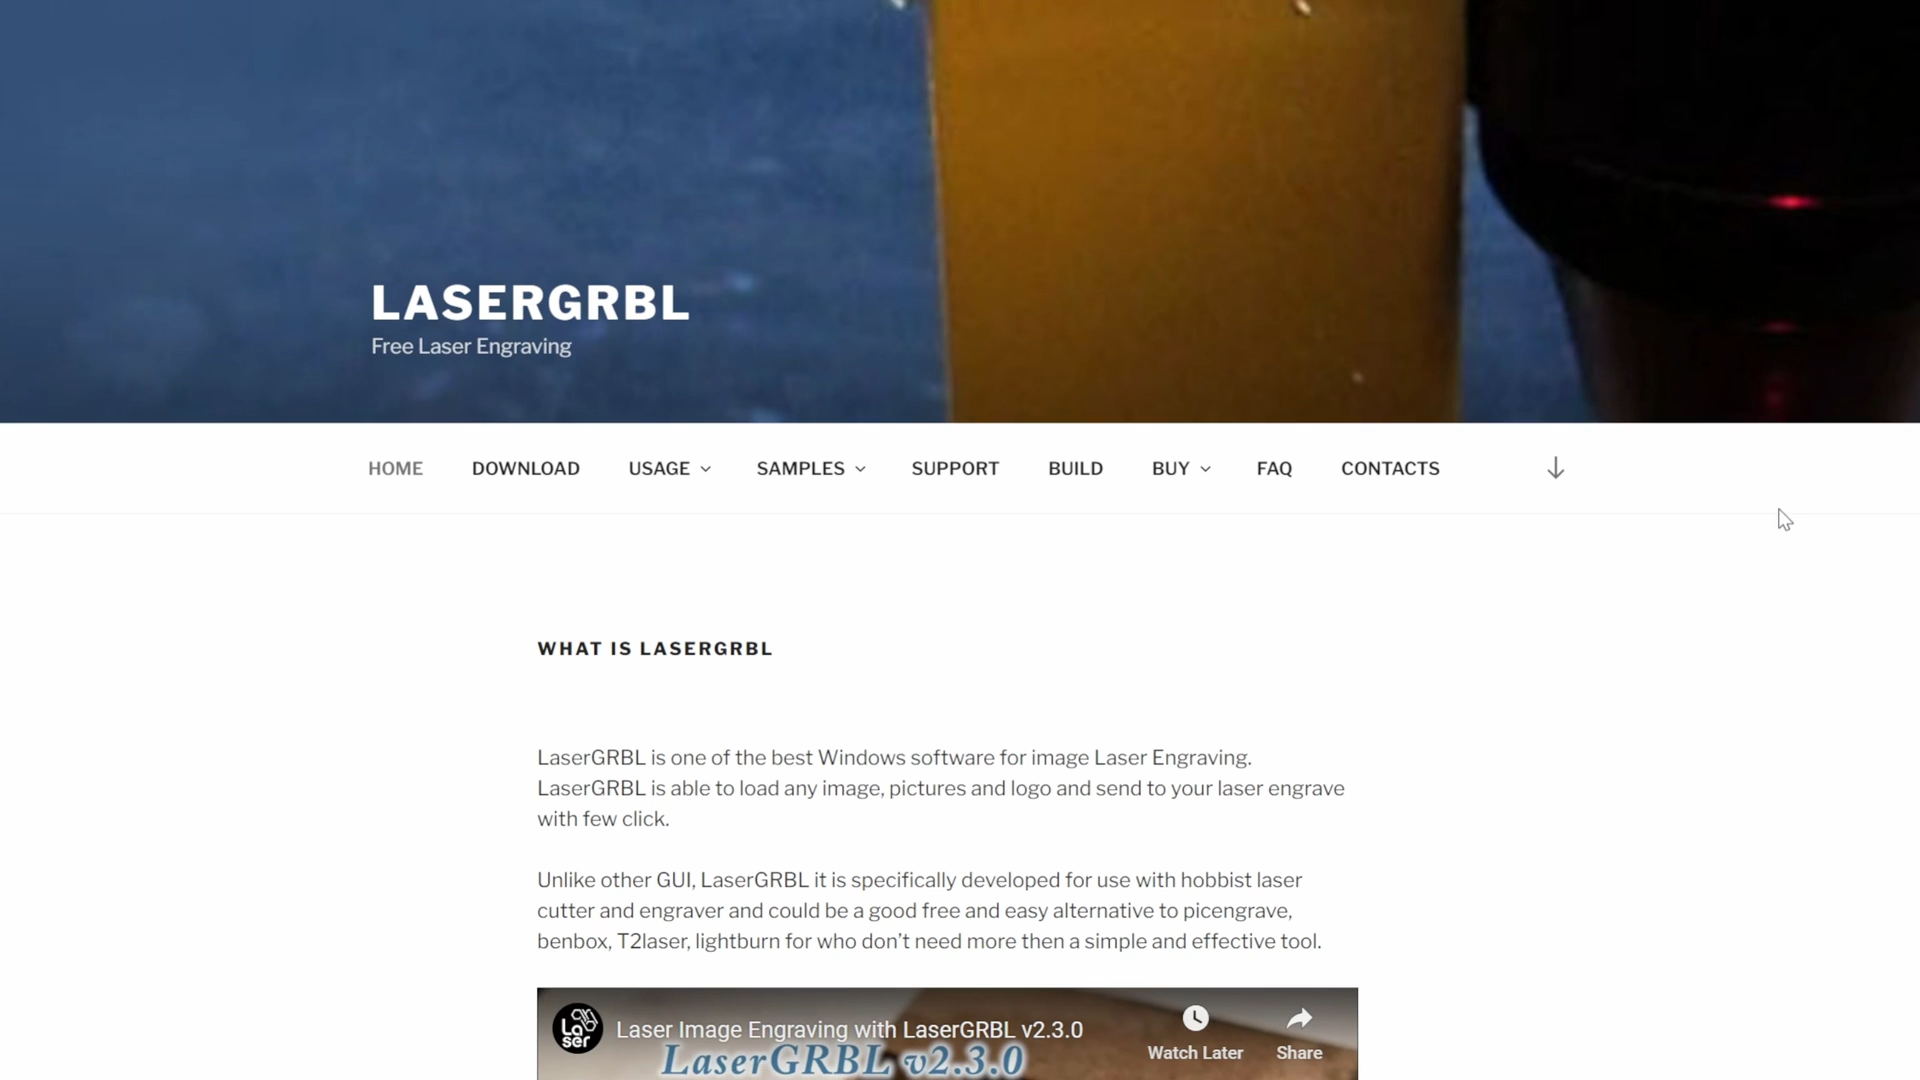 LASERGRBL
Free Laser Engraving
HOME DOWNLOAD USAGE SAMPLES SUPPORT BUILD BUY FAQ CONTACTS
WHAT IS LASERGRBL
LaserGRBL is one of the best Windows software for image Laser Engraving.
LaserGRBL is able to load any image, pictures and logo and send to your laser engrave
with few click.
Unlike other GUI, LaserGRBL it is specifically developed for use with hobbist laser
cutter and engraver and could be a good free and easy alternative to picengrave,
benbox, T2laser, lightburn for who don’t need more then a simple and effective tool.
Laser Image Engraving with LaserGRBL v2.3.0
LaserGRBL v2.3.0
Watch Later
Share